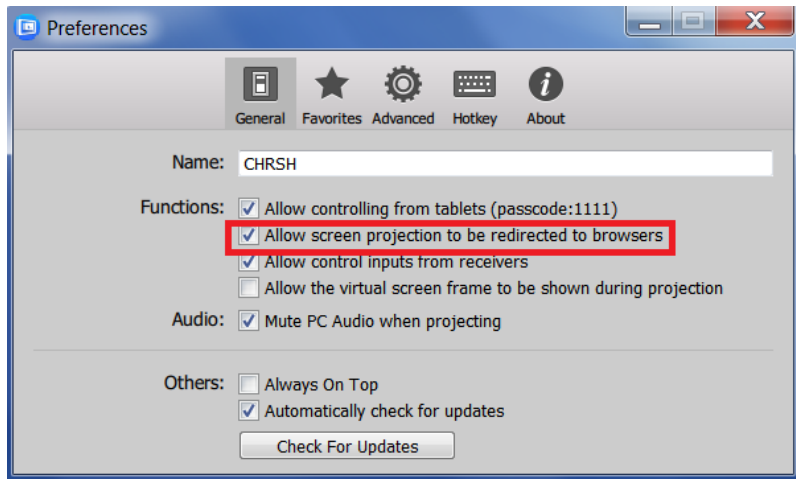 Preferences
General Favorites Advanced Hotkey About
Name: CHRSH
Functions: Allow controlling from tablets (passcode:1111)
Allow screen projection to be redirected to browsers
Allow control inputs from receivers
Allow the virtual screen frame to be shown during projection
Audio: Mute PC Audio when projecting
Others: Always On Top
Automatically check for updates
Check For Updates